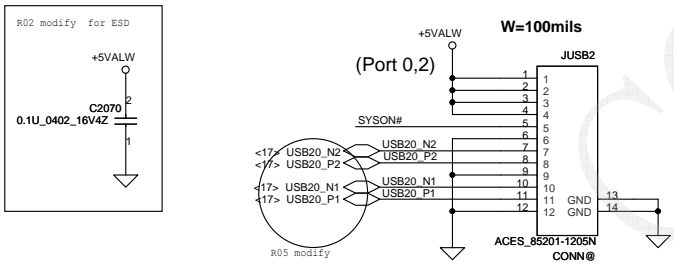 R02 modify for ESD
+5VALW
C2070
0.1U_0402_16V4Z
2
1
+5VALW
W=100mils
JUSB2
(Port 0,2)
1 1
2 2
3 3
4 4
SYSON# 5 5
6 6
<17> USB20_N2 USB20_N2 7 7
<17> USB20_P2 USB20_P2 8 8
9 9
<17> USB20_N1 USB20_N1 10 10
<17> USB20_P1 USB20_P1 11 11 GND 13
12 12 GND 14
R05 modify
ACES_85201-1205N
CONN@